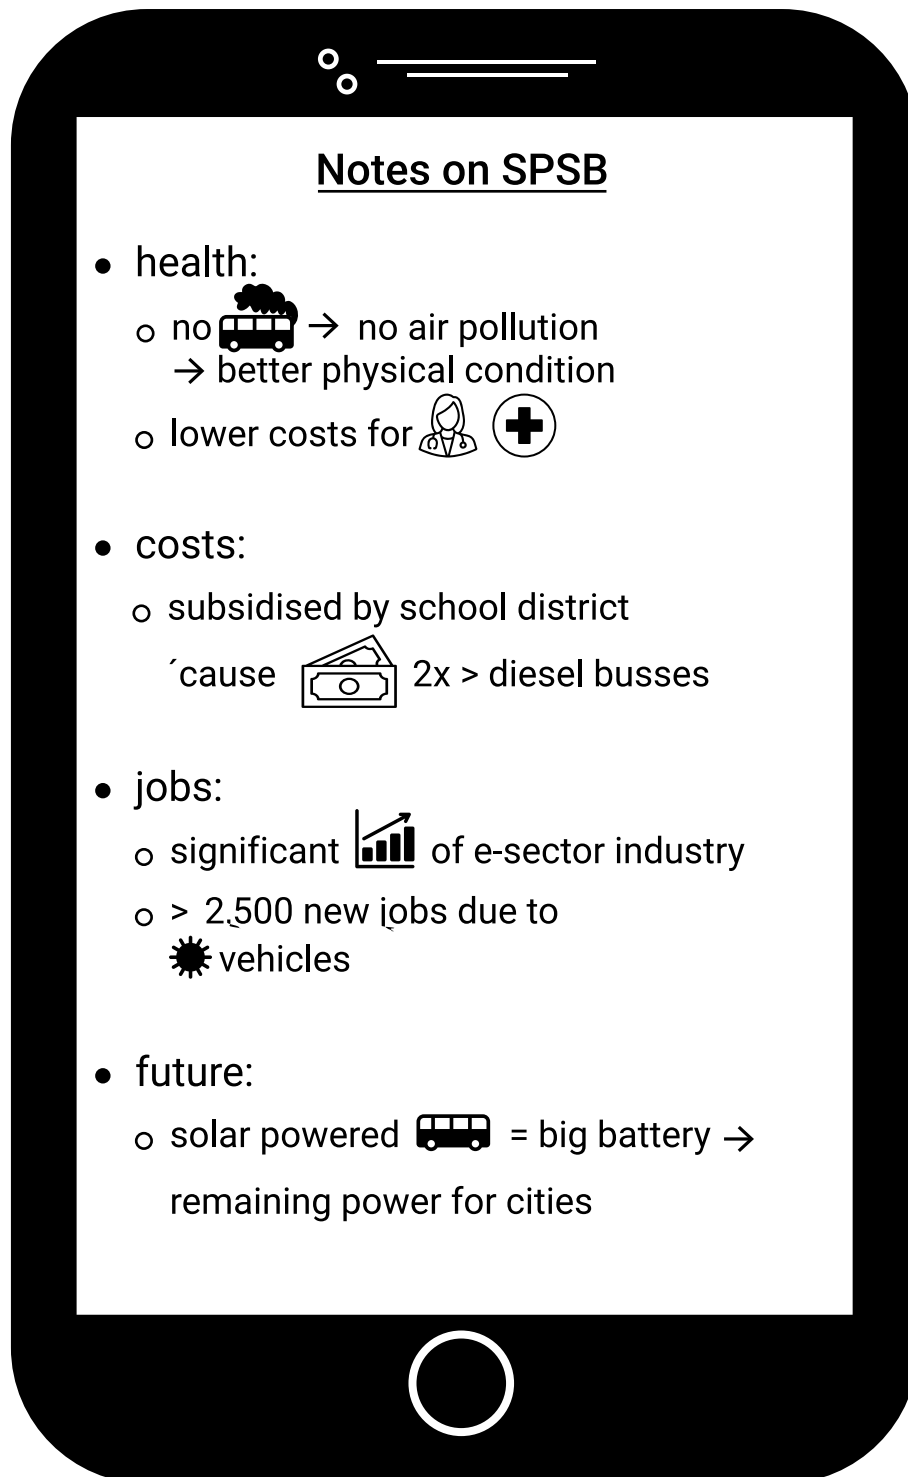 Notes on SPSB
• health:
o no → no air pollution
→ better physical condition
o lower costs for
• costs:
o subsidised by school district
´cause 2x > diesel busses
• jobs:
o significant of e-sector industry
o > 2.500 new jobs due to
vehicles
• future:
o solar powered = big battery →
remaining power for cities